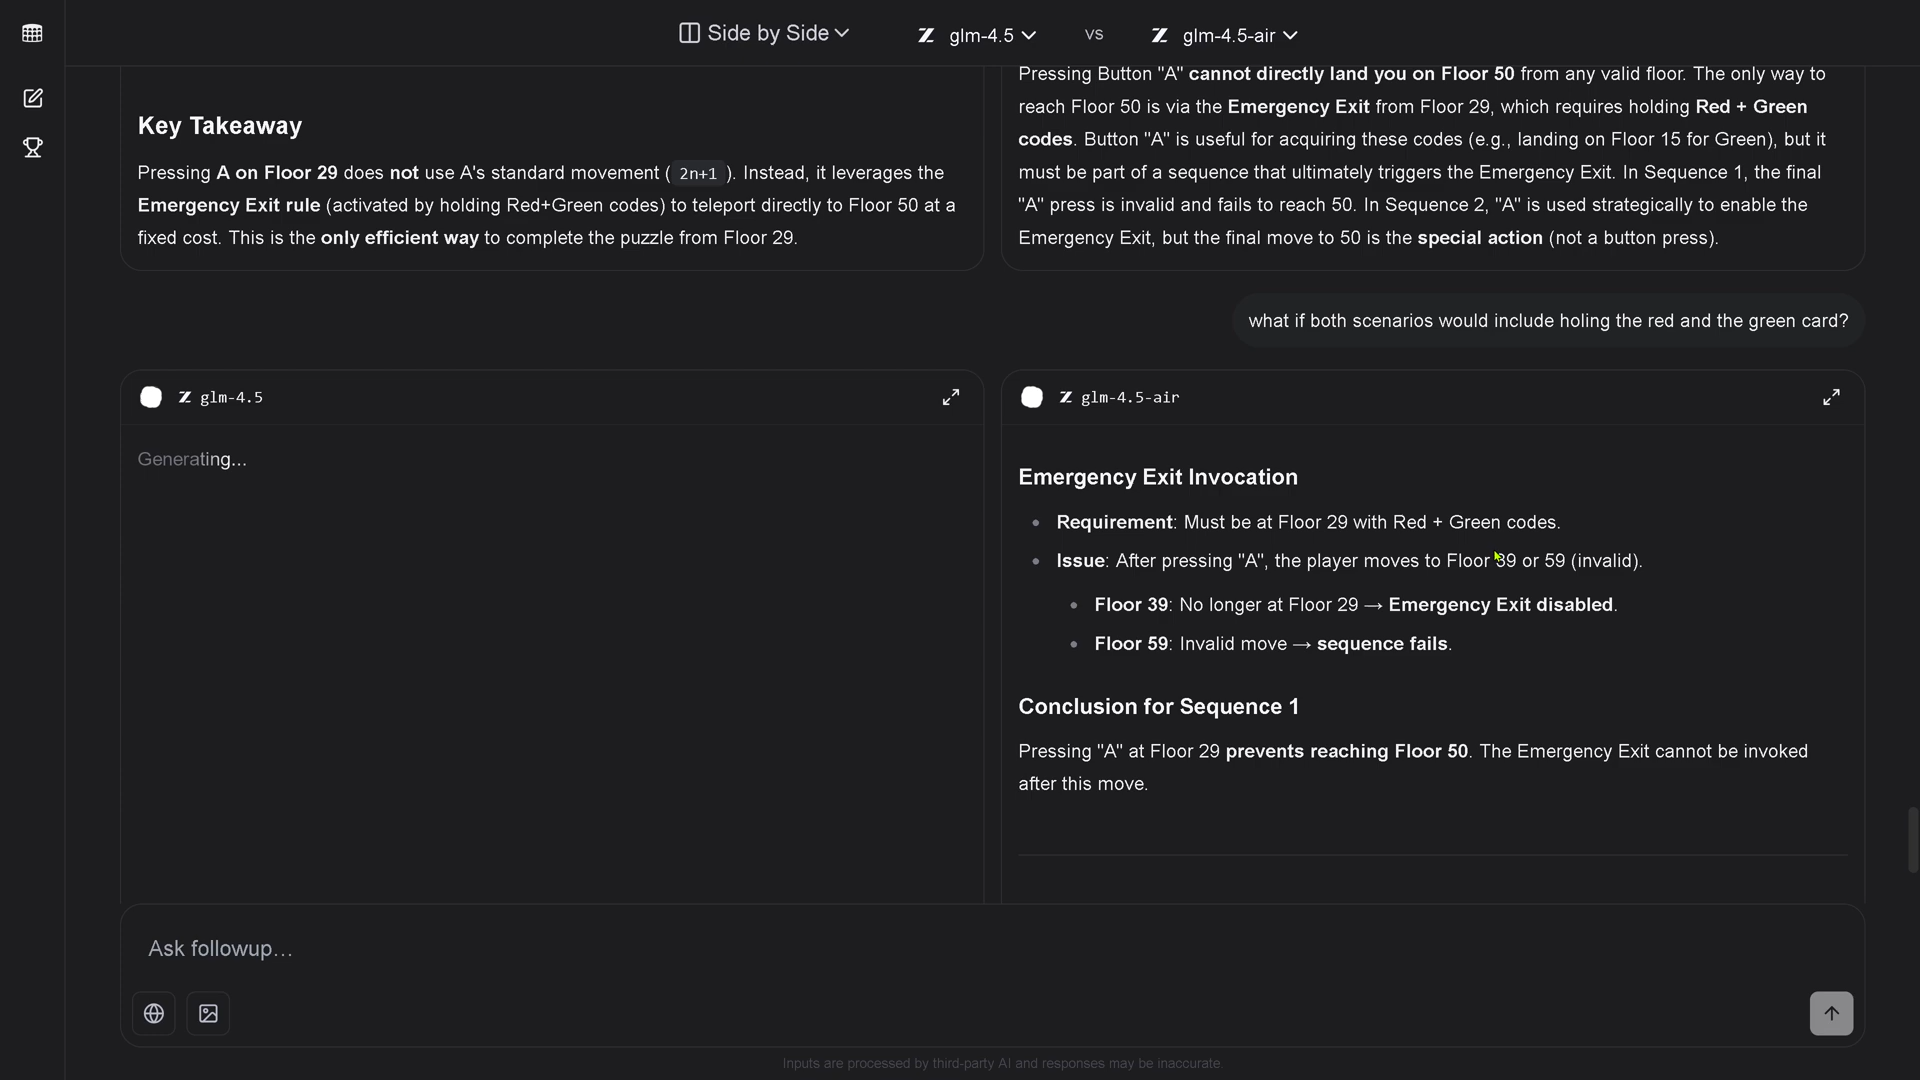 Side by Side
glm-4.5
VS
glm-4.5-air
Key Takeaway
Pressing A on Floor 29 does not use A's standard movement ( 2n+1 ). Instead, it leverages the
Emergency Exit rule (activated by holding Red+Green codes) to teleport directly to Floor 50 at a
fixed cost. This is the only efficient way to complete the puzzle from Floor 29.
Pressing Button "A" cannot directly land you on Floor 50 from any valid floor. The only way to
reach Floor 50 is via the Emergency Exit from Floor 29, which requires holding Red + Green
codes. Button "A" is useful for acquiring these codes (e.g., landing on Floor 15 for Green), but it
must be part of a sequence that ultimately triggers the Emergency Exit. In Sequence 1, the final
"A" press is invalid and fails to reach 50. In Sequence 2, "A" is used strategically to enable the
Emergency Exit, but the final move to 50 is the special action (not a button press).
what if both scenarios would include holing the red and the green card?
glm-4.5
Generating...
glm-4.5-air
Emergency Exit Invocation
• Requirement: Must be at Floor 29 with Red + Green codes.
• Issue: After pressing "A", the player moves to Floor 39 or 59 (invalid).
• Floor 39: No longer at Floor 29 → Emergency Exit disabled.
• Floor 59: Invalid move → sequence fails.
Conclusion for Sequence 1
Pressing "A" at Floor 29 prevents reaching Floor 50. The Emergency Exit cannot be invoked
after this move.
Ask followup…
Inputs are processed by third-party AI and responses may be inaccurate.